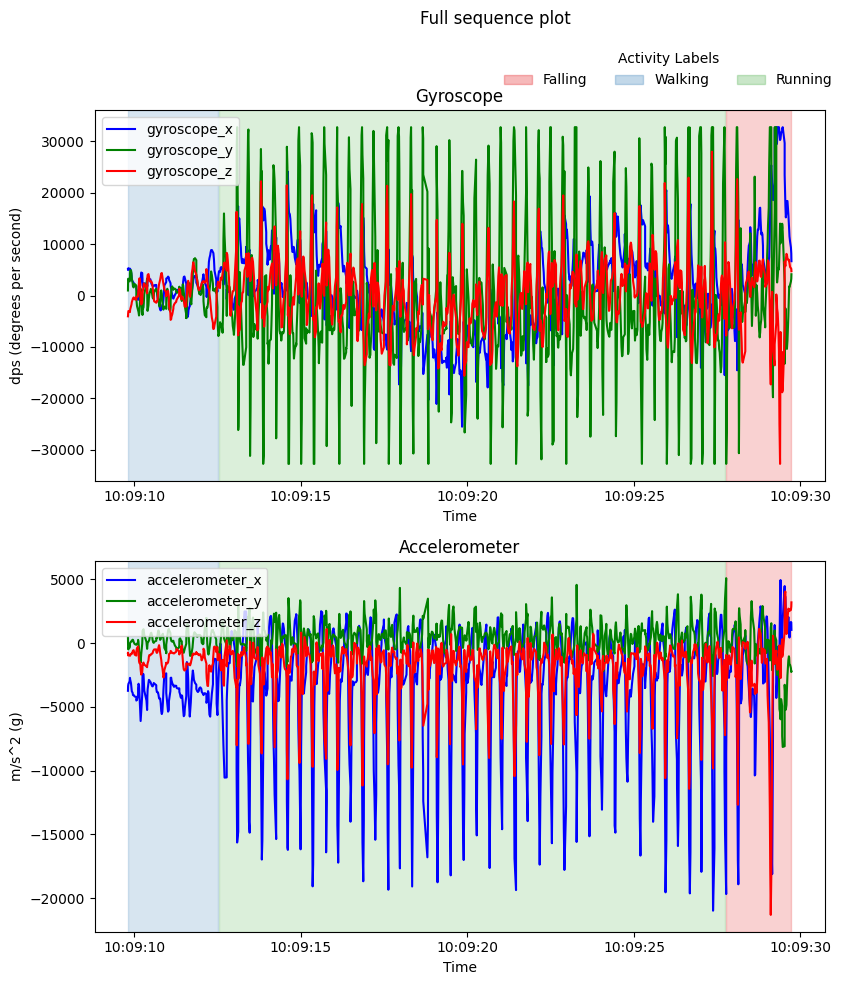 Full sequence plot
Activity Labels
Falling
Walking
Running
Gyroscope
gyroscope_x
gyroscope_y
gyroscope_z
dps (degrees per second)
30000
20000
10000
0
−10000
−20000
−30000
10:09:10
10:09:15
10:09:20
10:09:25
10:09:30
Time
Accelerometer
accelerometer_x
accelerometer_y
accelerometer_z
m/s^2 (g)
5000
0
−5000
−10000
−15000
−20000
10:09:10
10:09:15
10:09:20
10:09:25
10:09:30
Time